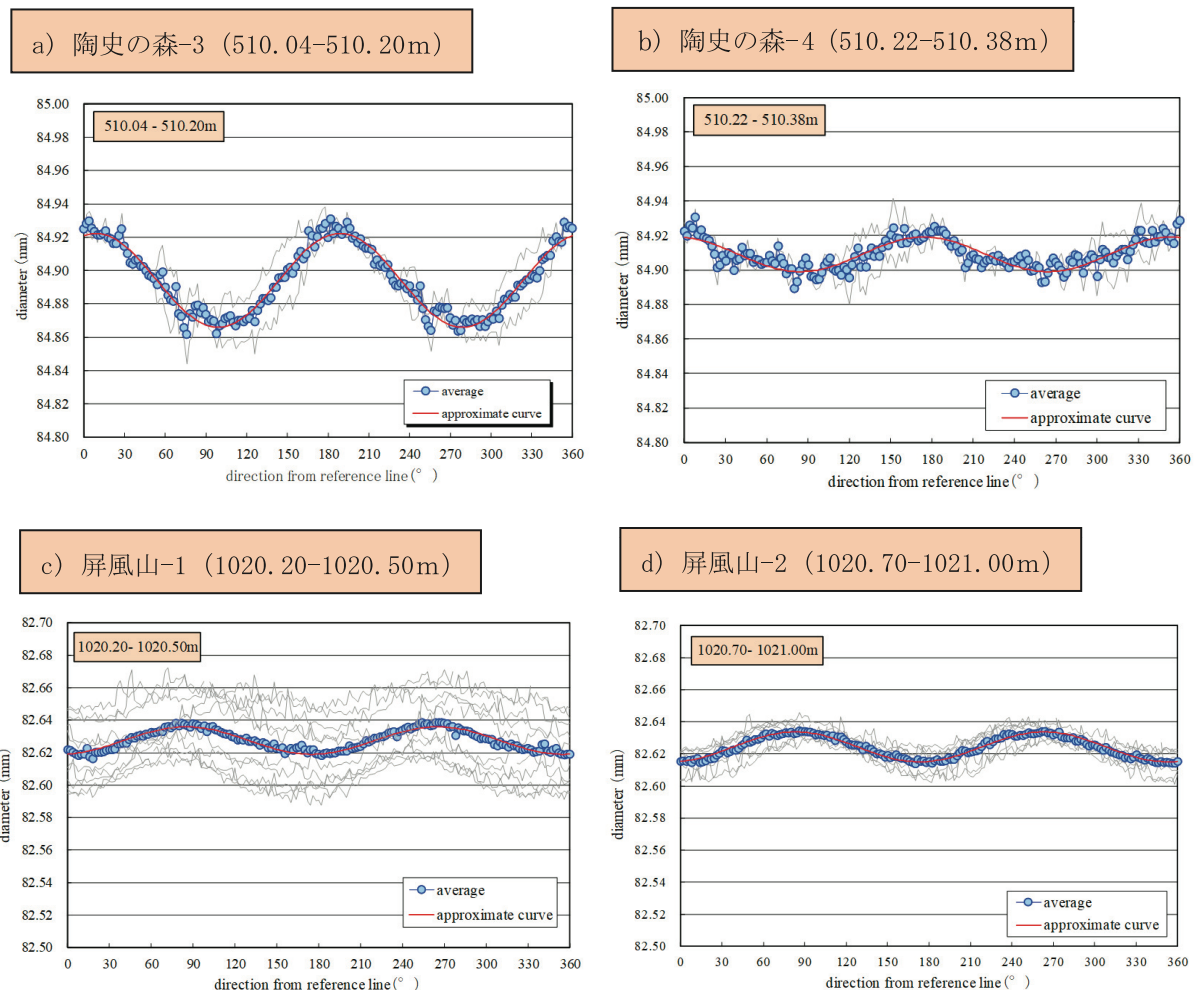 a) 陶史の森-3 (510.04-510.20m)
85.00
84.98
84.96
84.94
84.92
84.90
84.88
84.86
84.84
84.82
84.80
diameter (mm)
510.04 - 510.20m
average
approximate curve
0 30 60 90 120 150 180 210 240 270 300 330 360
direction from reference line(° )
b) 陶史の森-4 (510.22-510.38m)
85.00
84.98
84.96
84.94
84.92
84.90
84.88
84.86
84.84
84.82
84.80
diameter (mm)
510.22 - 510.38m
average
approximate curve
0 30 60 90 120 150 180 210 240 270 300 330 360
direction from reference line(° )
c) 屏風山-1 (1020.20-1020.50m)
82.70
82.68
82.66
82.64
82.62
82.60
82.58
82.56
82.54
82.52
82.50
diameter (mm)
1020.20- 1020.50m
average
approximate curve
0 30 60 90 120 150 180 210 240 270 300 330 360
direction from reference line(° )
d) 屏風山-2 (1020.70-1021.00m)
82.70
82.68
82.66
82.64
82.62
82.60
82.58
82.56
82.54
82.52
82.50
diameter (mm)
1020.70- 1021.00m
average
approximate curve
0 30 60 90 120 150 180 210 240 270 300 330 360
direction from reference line(° )